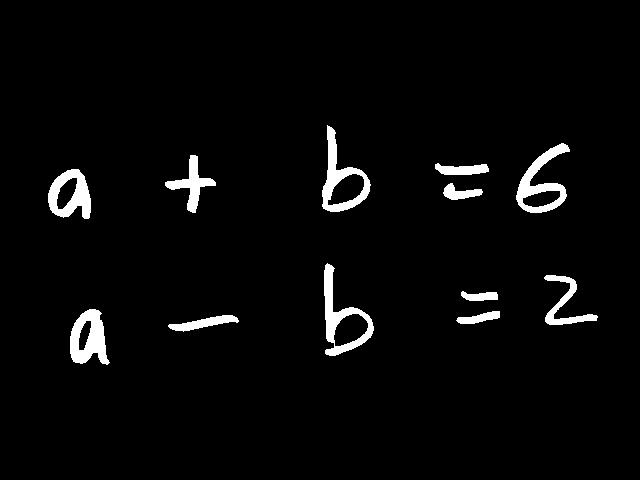 a + b = 6
a - b = 2